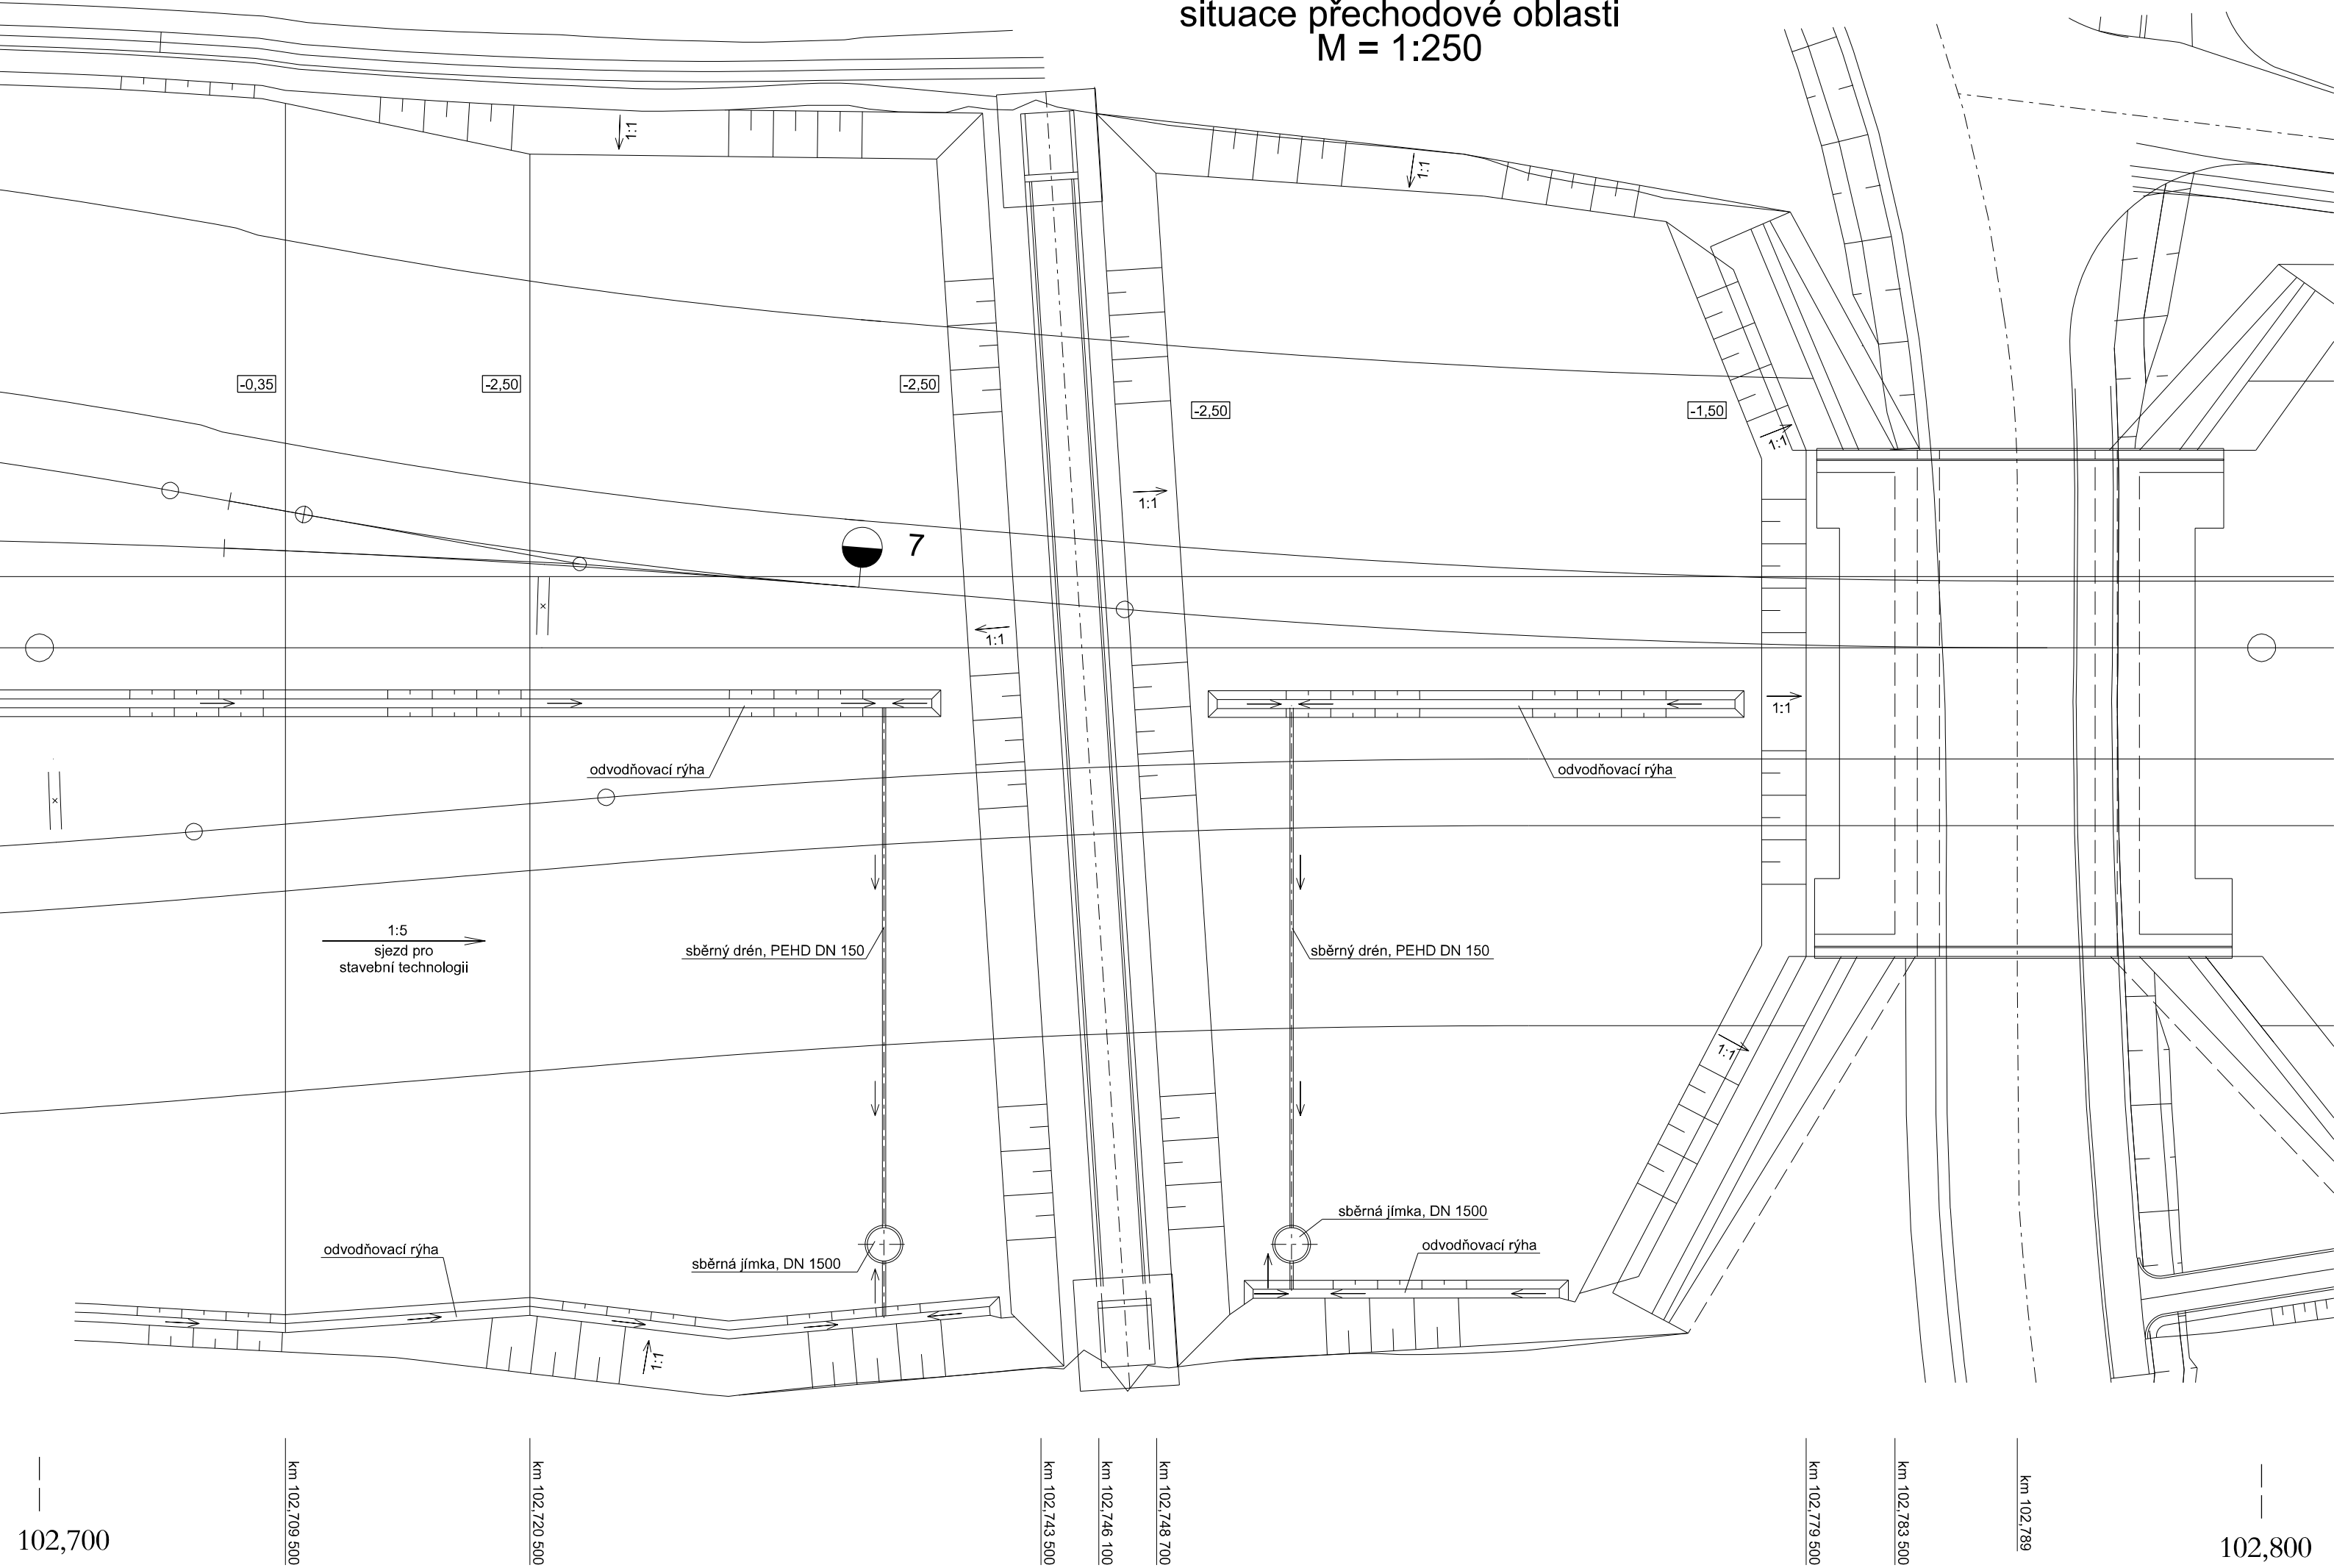 situace přechodové oblasti
M = 1:250
1:1
1:1
-0,35
-2,50
-2,50
-2,50
-1,50
1:1
1:1
7
1:1
1:1
odvodňovací rýha
odvodňovací rýha
1:5
sjezd pro
stavební technologii
sběrný drén, PEHD DN 150
sběrný drén, PEHD DN 150
1:1
sběrná jímka, DN 1500
odvodňovací rýha
odvodňovací rýha
sběrná jímka, DN 1500
1:1
102,700
km 102,709 500
km 102,720 500
km 102,743 500
km 102,746 100
km 102,748 700
km 102,779 500
km 102,783 500
km 102,789
102,800